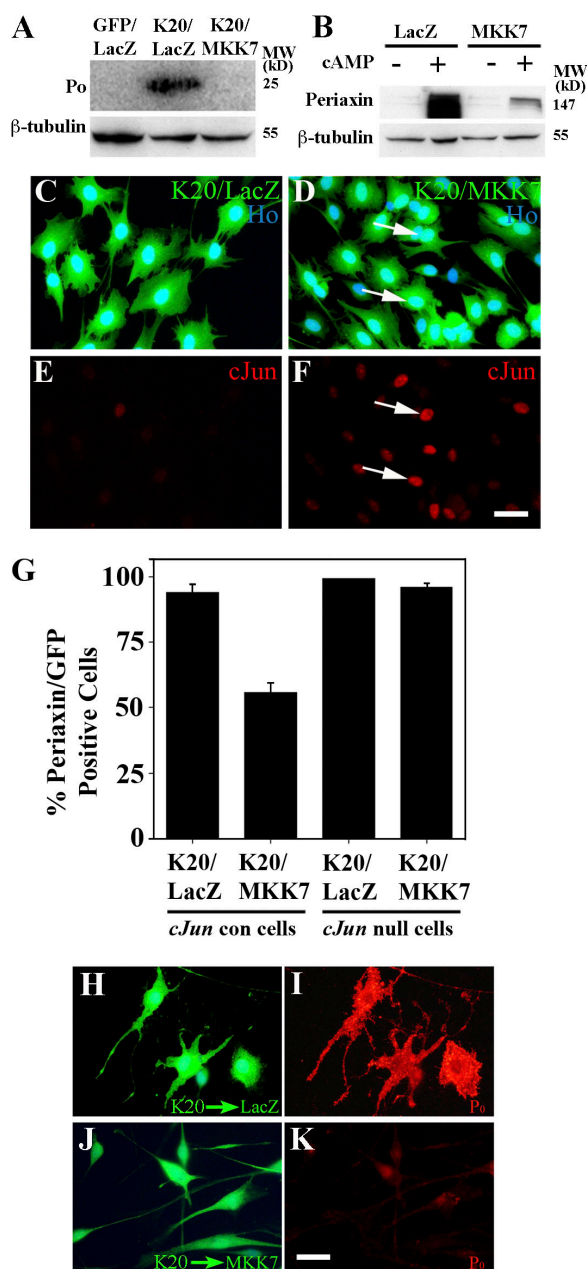 A
GFP/ K20/ K20/
LacZ LacZ MKK7
MW
(kD)
Po
25
β-tubulin
55
B
LacZ MKK7
cAMP - + - +
MW
(kD)
Periaxin
147
β-tubulin
55
C
K20/LacZ
Ho
D
K20/MKK7
Ho
E
cJun
F
cJun
G
% Periaxin/GFP
Positive Cells
100
75
50
25
0
K20/ K20/ K20/ K20/
LacZ MKK7 LacZ MKK7
cJun con cells cJun null cells
H
K20→LacZ
I
P₀
J
K20→MKK7
K
P₀